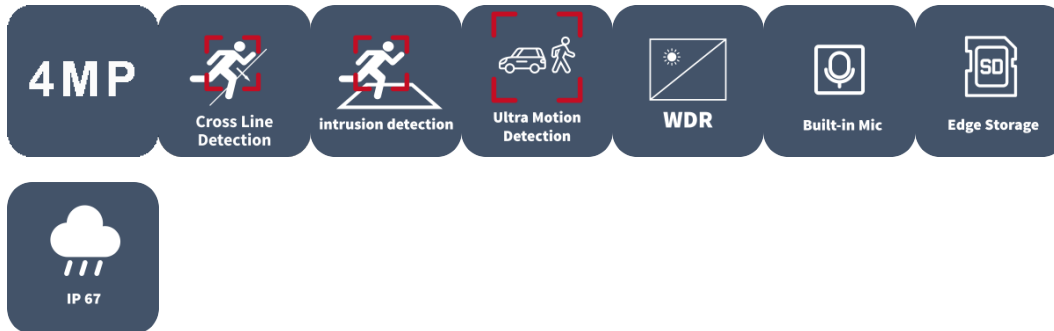 4MP
Cross Line
Detection
intrusion detection
Ultra Motion
Detection
WDR
Built-in Mic
SD
Edge Storage
IP 67